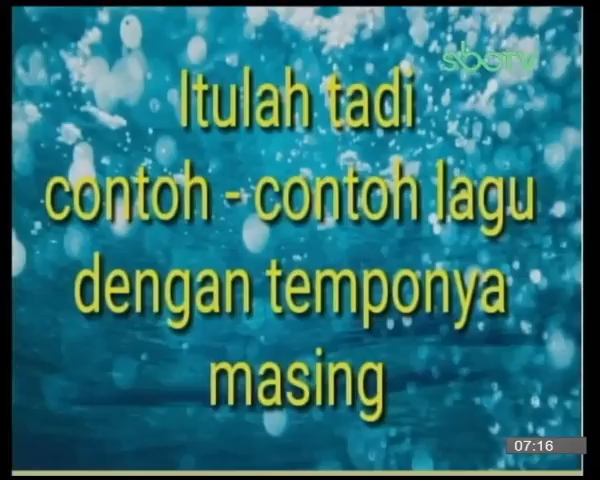 sboTV
Itulah tadi
contoh - contoh lagu
dengan temponya
masing
07:16